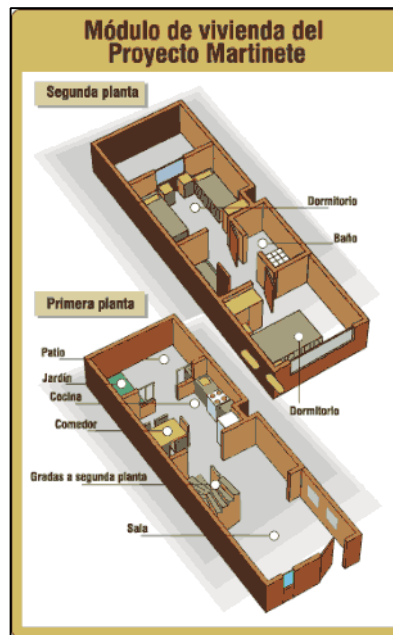 Módulo de vivienda del
Proyecto Martinete
Segunda planta
Dormitorio
Baño
Dormitorio
Primera planta
Patio
Jardín
Cocina
Comedor
Gradas a segunda planta
Sala